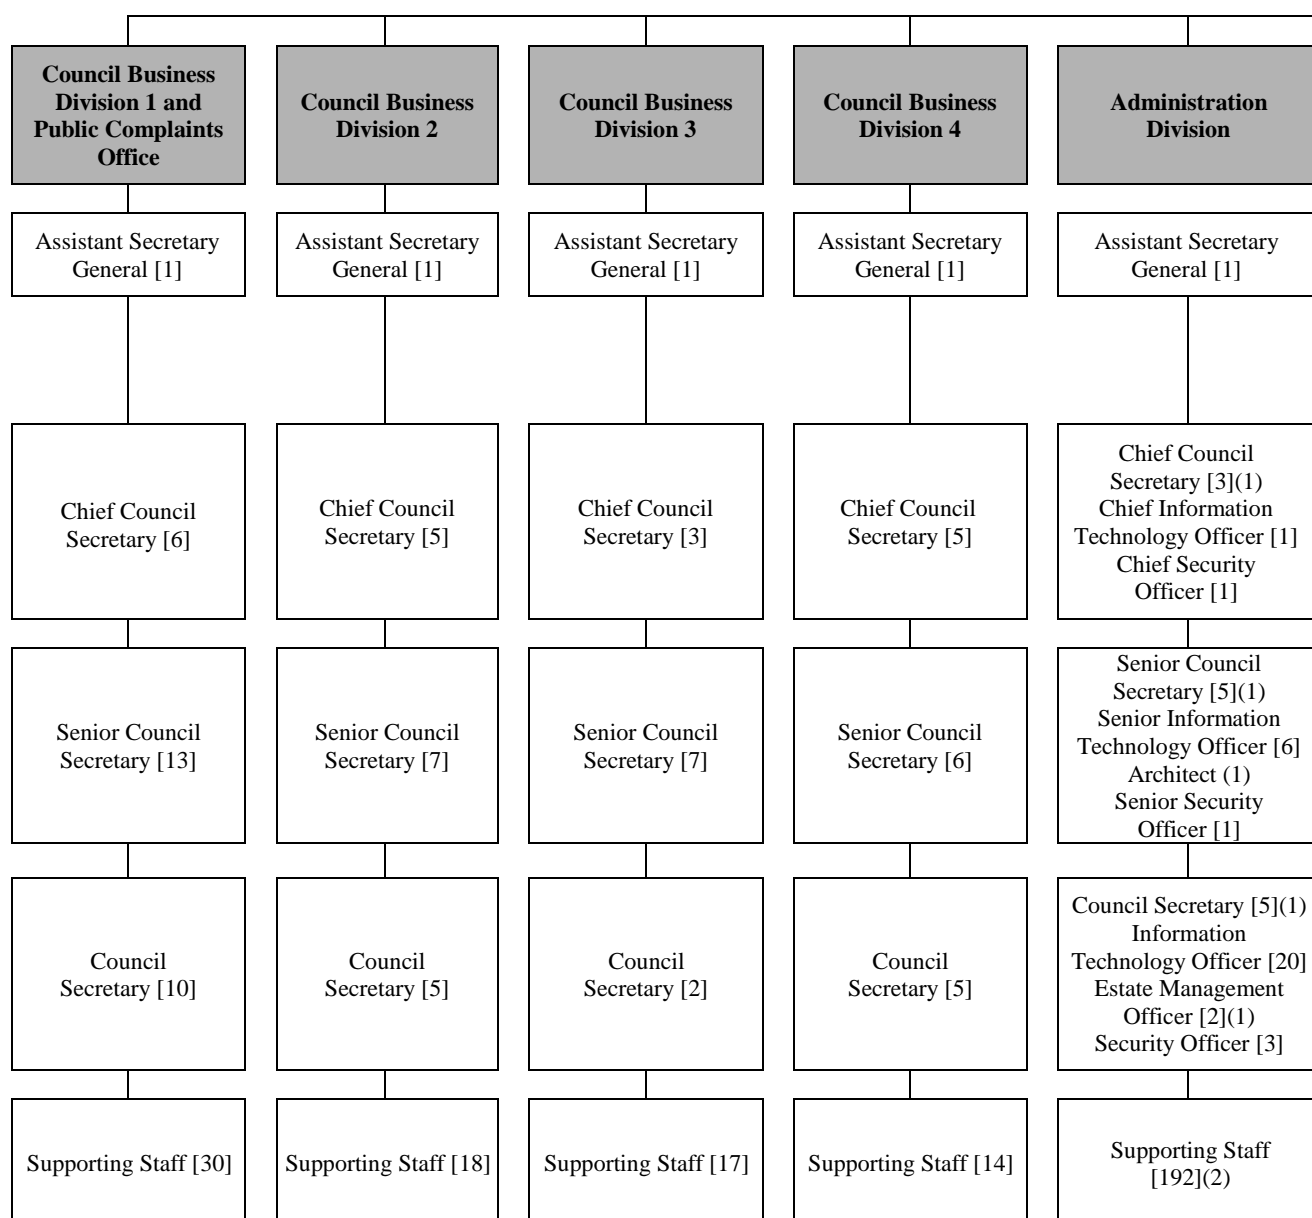 Council Business
Division 1 and
Public Complaints
Office
Council Business
Division 2
Council Business
Division 3
Council Business
Division 4
Administration
Division
Assistant Secretary
General [1]
Assistant Secretary
General [1]
Assistant Secretary
General [1]
Assistant Secretary
General [1]
Assistant Secretary
General [1]
Chief Council
Secretary [6]
Chief Council
Secretary [5]
Chief Council
Secretary [3]
Chief Council
Secretary [5]
Chief Council
Secretary [3](1)
Chief Information
Technology Officer [1]
Chief Security
Officer [1]
Senior Council
Secretary [13]
Senior Council
Secretary [7]
Senior Council
Secretary [7]
Senior Council
Secretary [6]
Senior Council
Secretary [5](1)
Senior Information
Technology Officer [6]
Architect (1)
Senior Security
Officer [1]
Council
Secretary [10]
Council
Secretary [5]
Council
Secretary [2]
Council
Secretary [5]
Council Secretary [5](1)
Information
Technology Officer [20]
Estate Management
Officer [2](1)
Security Officer [3]
Supporting Staff [30]
Supporting Staff [18]
Supporting Staff [17]
Supporting Staff [14]
Supporting Staff
[192](2)